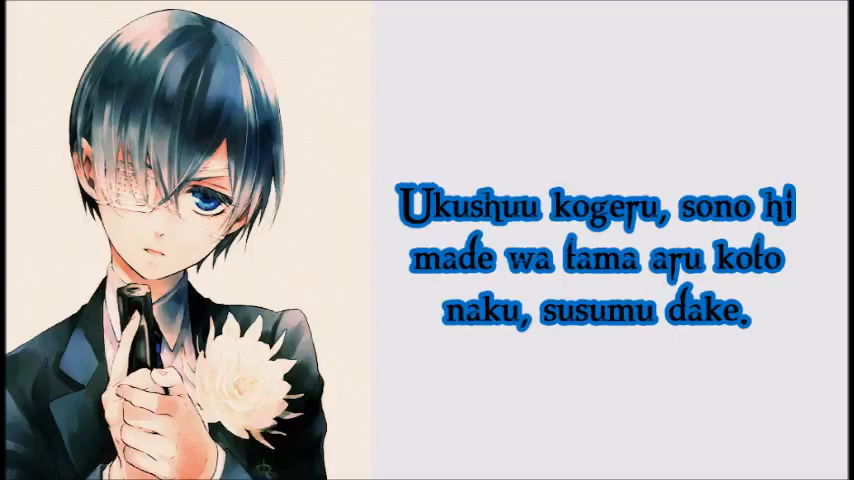 Ukushuu kogeru, sono hi
made wa tama aru koto
naku, susumu dake.